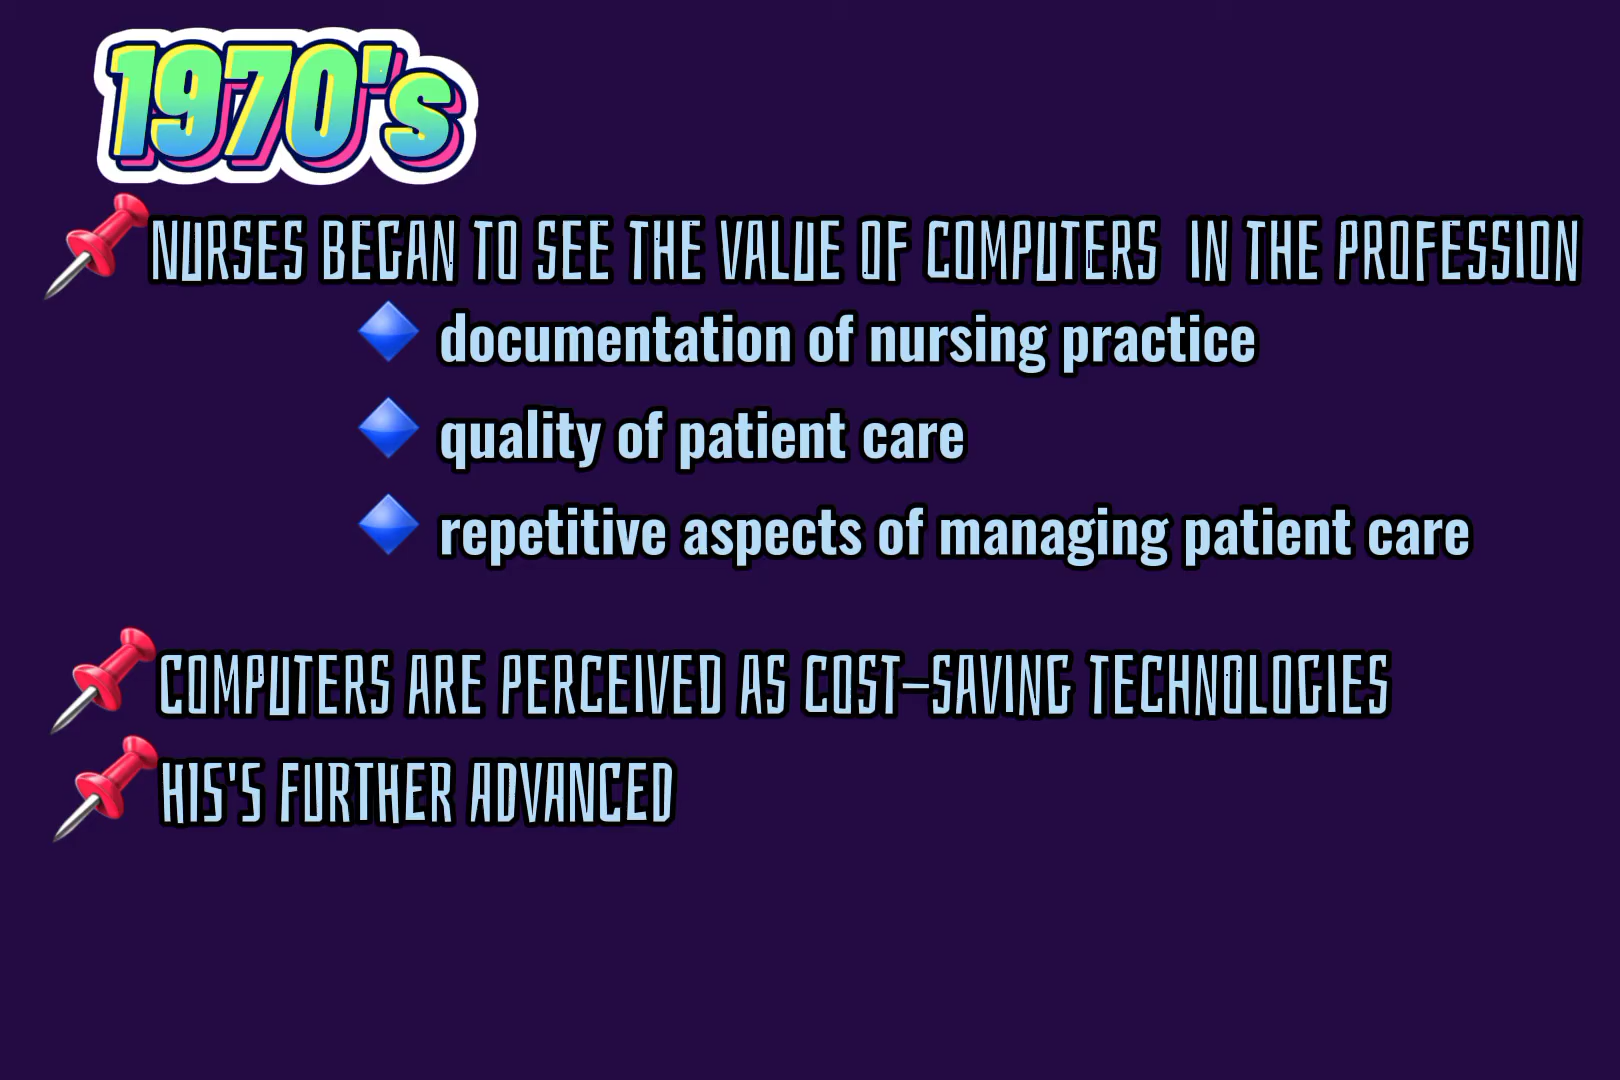 1970's
NURSES BEGAN TO SEE THE VALUE OF COMPUTERS IN THE PROFESSION
documentation of nursing practice
quality of patient care
repetitive aspects of managing patient care
COMPUTERS ARE PERCEIVED AS COST-SAVING TECHNOLOGIES
HIS'S FURTHER ADVANCED